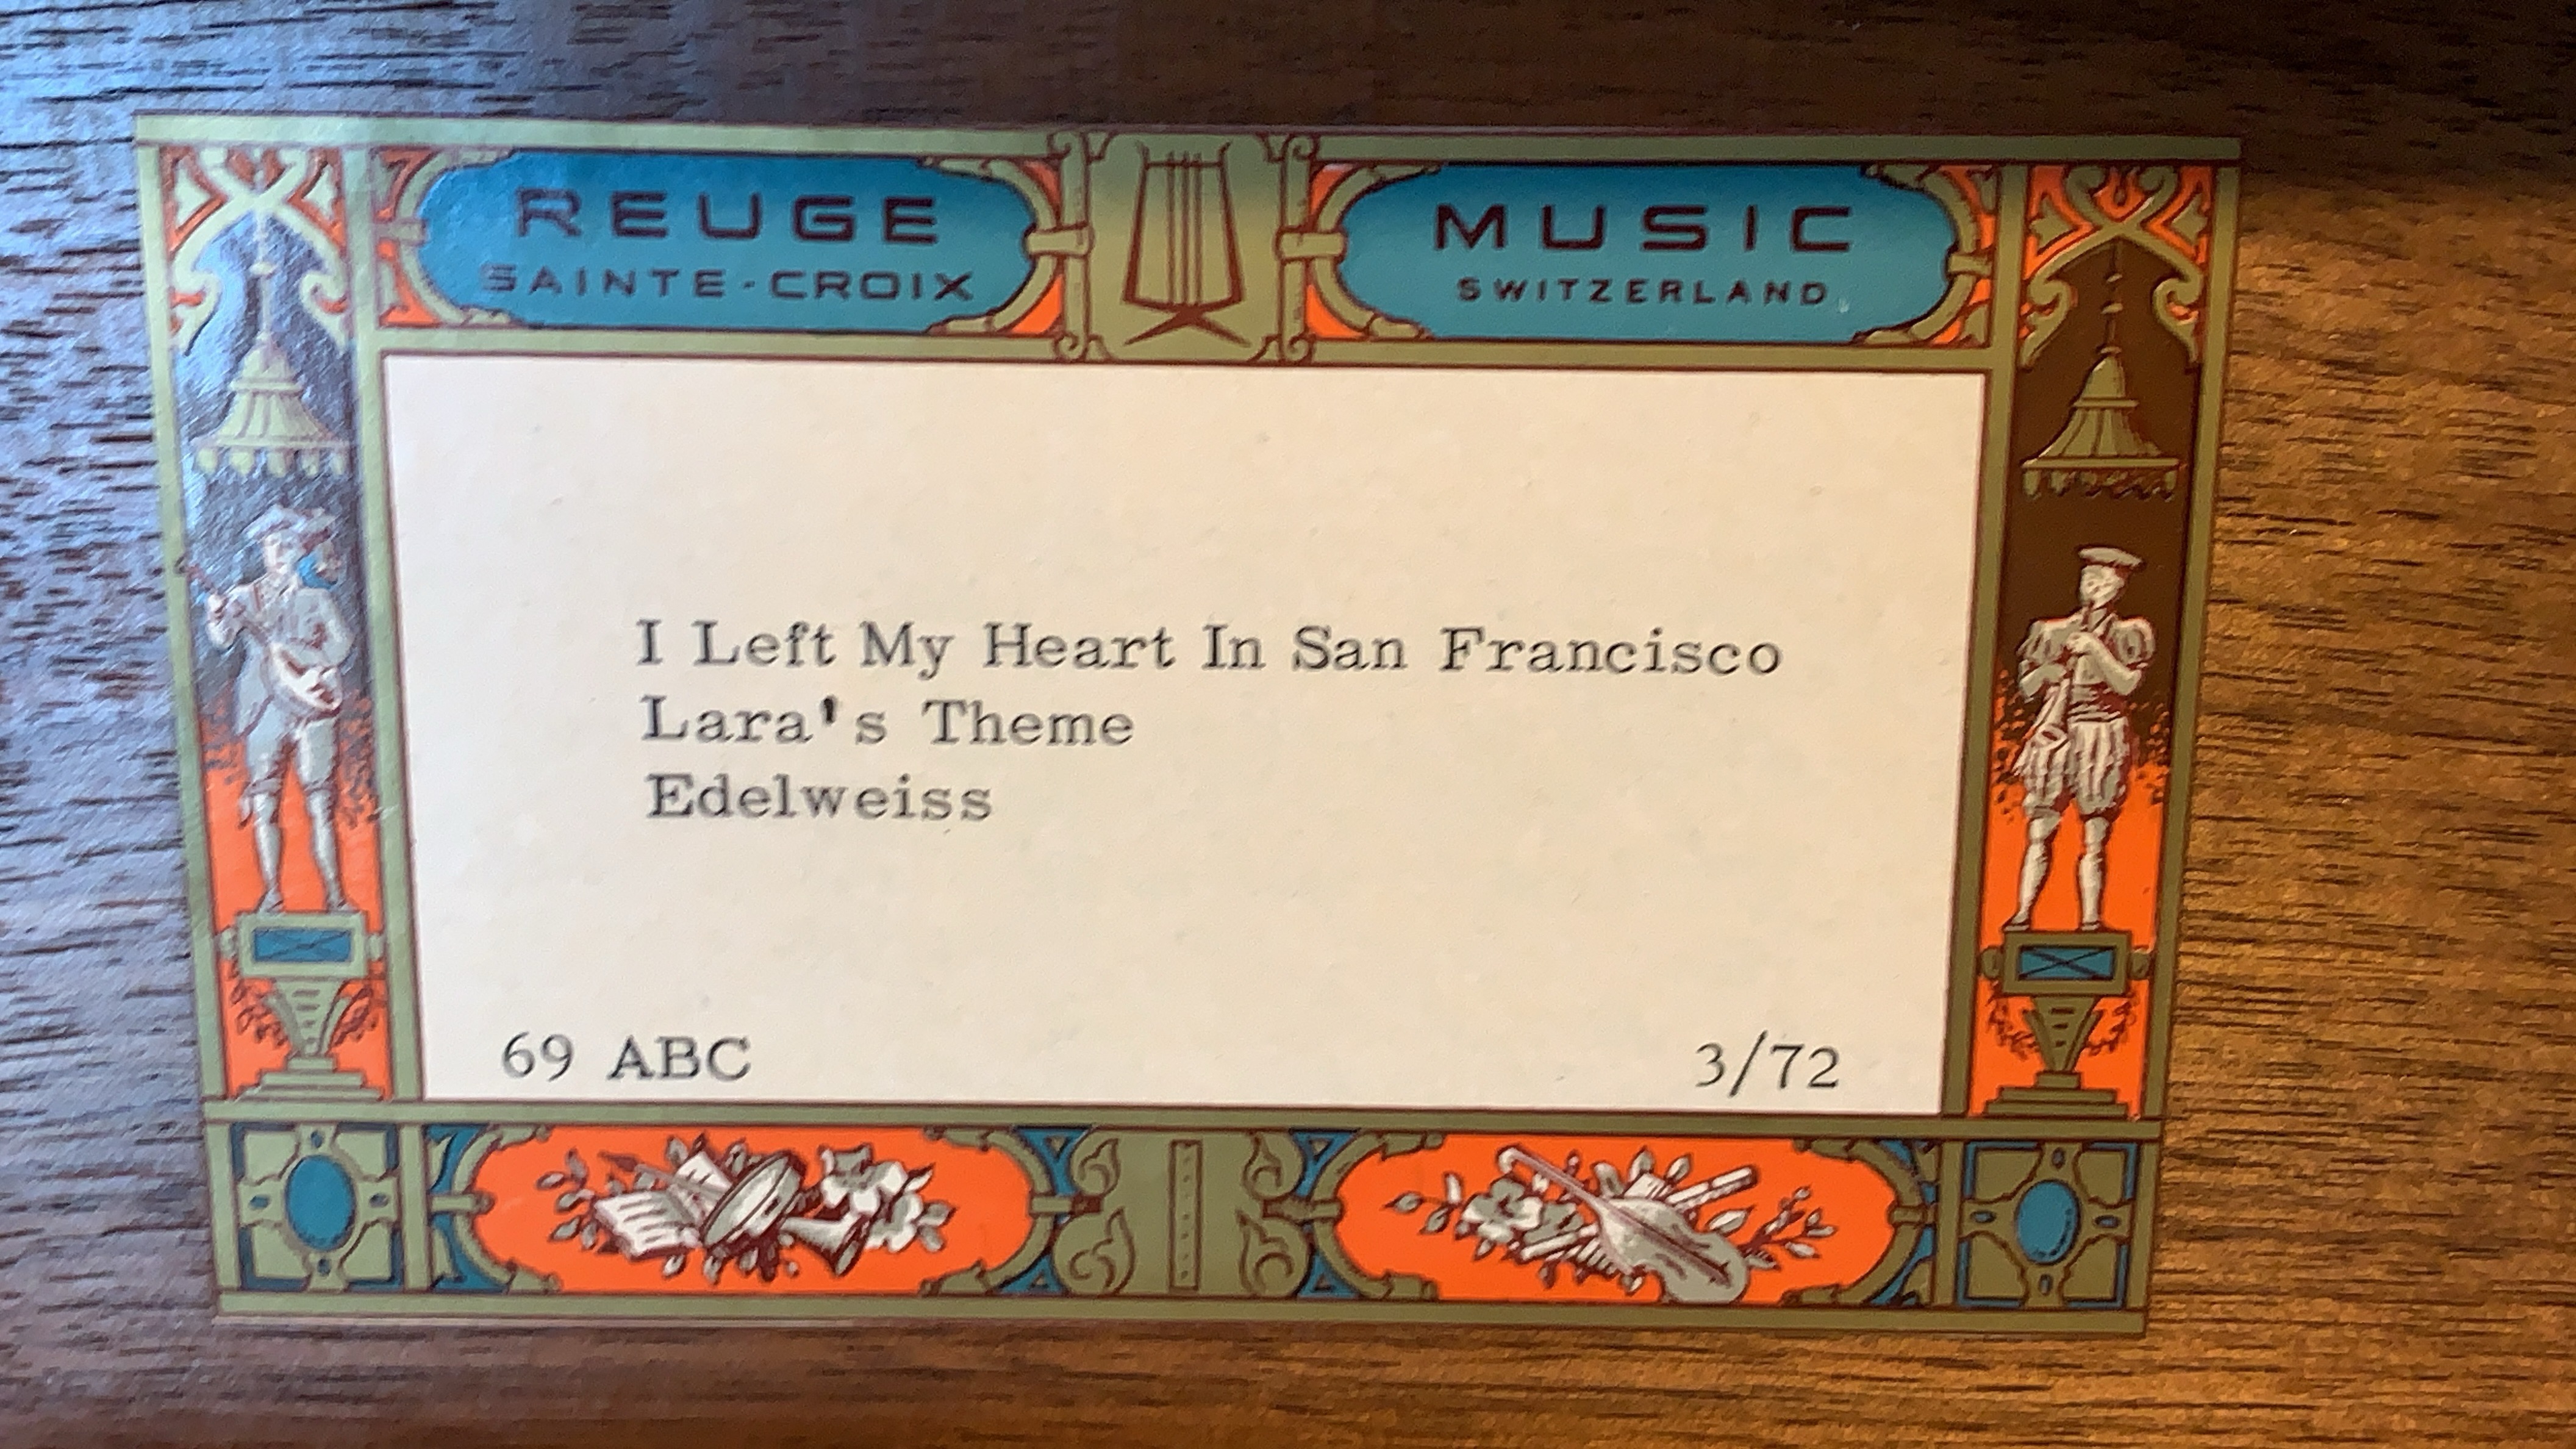 REUGE MUSIC
SAINTE-CROIX SWITZERLAND
I Left My Heart In San Francisco
Lara's Theme
Edelweiss
69 ABC 3/72